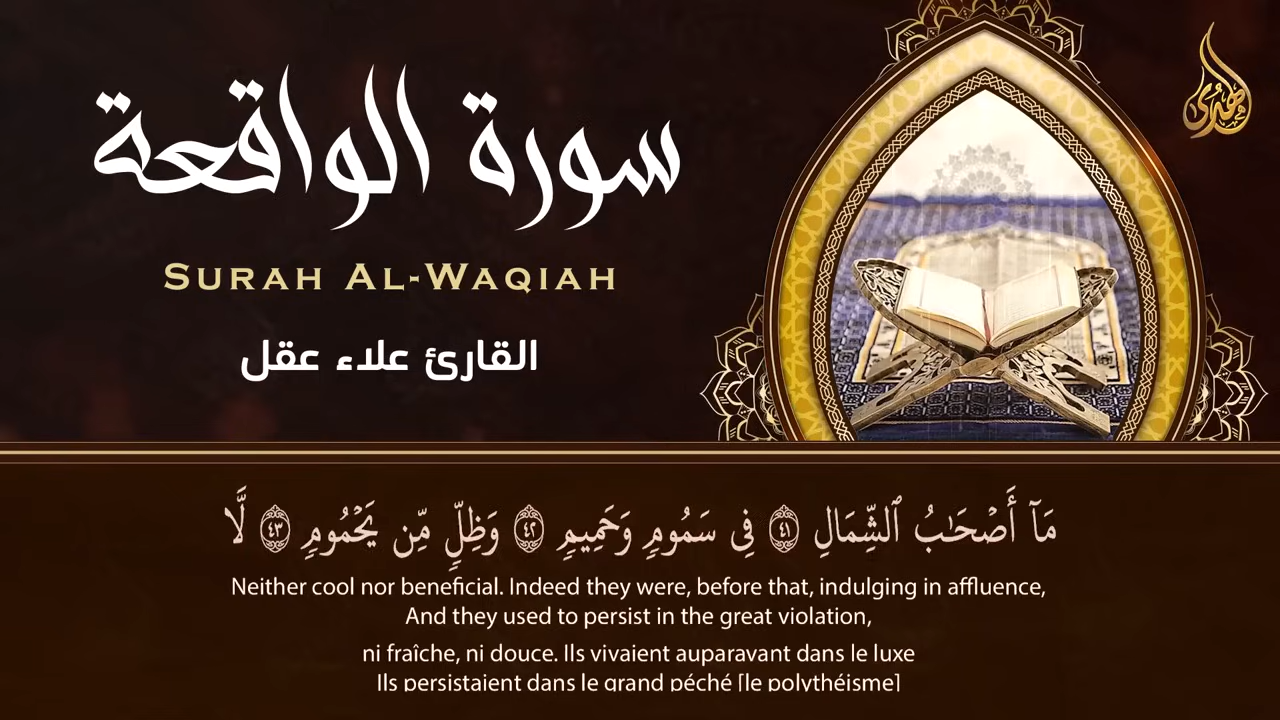 سورة الواقعة
SURAH AL-WAQIAH
القارئ علاء عقل
الهدى
مَآ أَصْحَٰبُ ٱلشِّمَالِ ٤١ فِى سَمُومٍ وَحَمِيمٍ ٤٢ وَظِلٍّ مِّن يَحْمُومٍ ٤٣ لَّا
Neither cool nor beneficial. Indeed they were, before that, indulging in affluence,
And they used to persist in the great violation,
ni fraîche, ni douce. Ils vivaient auparavant dans le luxe
Ils persistaient dans le grand péché [le polythéisme]